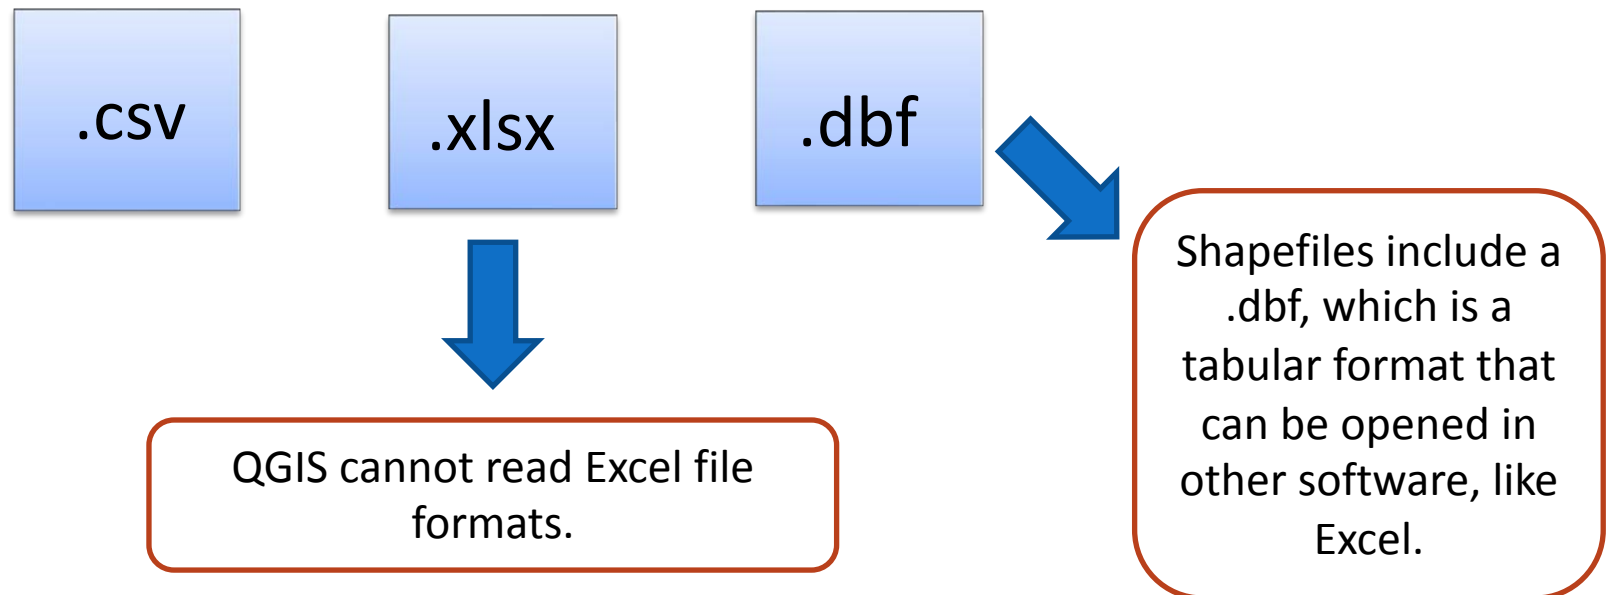 .csv
.xlsx
.dbf
QGIS cannot read Excel file
formats.
Shapefiles include a
.dbf, which is a
tabular format that
can be opened in
other software, like
Excel.